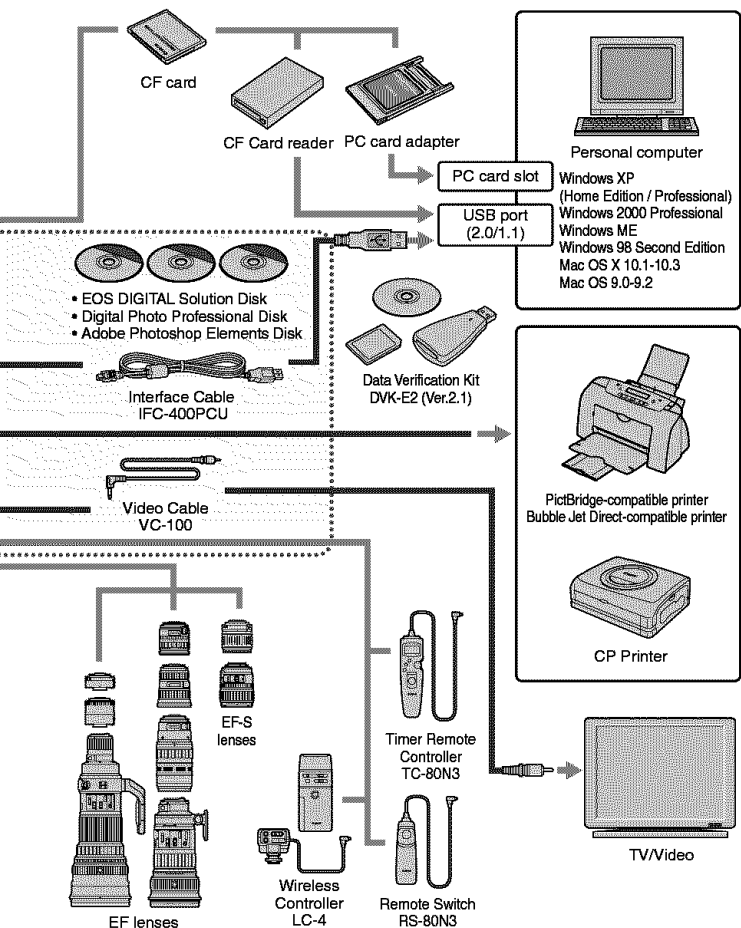 CF card
CF Card reader
PC card adapter
Personal computer
PC card slot
Windows XP
(Home Edition / Professional)
Windows 2000 Professional
Windows ME
Windows 98 Second Edition
Mac OS X 10.1-10.3
Mac OS 9.0-9.2
USB port
(2.0/1.1)
• EOS DIGITAL Solution Disk
• Digital Photo Professional Disk
• Adobe Photoshop Elements Disk
Interface Cable
IFC-400PCU
Data Verification Kit
DVK-E2 (Ver.2.1)
PictBridge-compatible printer
Bubble Jet Direct-compatible printer
Video Cable
VC-100
CP Printer
EF-S
lenses
Timer Remote
Controller
TC-80N3
TV/Video
Wireless
Controller
LC-4
Remote Switch
RS-80N3
EF lenses